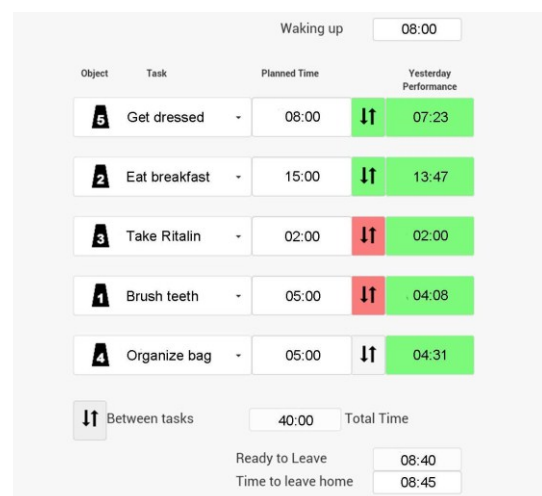 Waking up 08:00
Object Task Planned Time Yesterday
Performance
5 Get dressed 08:00 07:23
2 Eat breakfast 15:00 13:47
3 Take Ritalin 02:00 02:00
1 Brush teeth 05:00 04:08
4 Organize bag 05:00 04:31
Between tasks 40:00 Total Time
Ready to Leave 08:40
Time to leave home 08:45